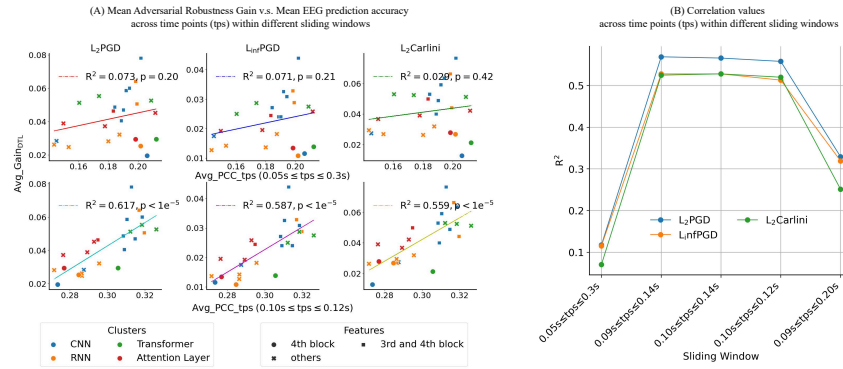 (A) Mean Adversarial Robustness Gain v.s. Mean EEG prediction accuracy
across time points (tps) within different sliding windows
L₂PGD
L_infPGD
L₂Carlini
Avg_Gain_DTL
0.08
0.06
0.04
0.02
R² = 0.073, p = 0.20
0.16 0.18 0.20
0.04
0.03
0.02
0.01
R² = 0.071, p = 0.21
0.16 0.18 0.20
0.08
0.06
0.04
R² = 0.029, p = 0.42
0.16 0.18 0.20
Avg_PCC_tps (0.05s ≤ tps ≤ 0.3s)
0.08
0.06
0.04
0.02
R² = 0.617, p < 1e⁻⁵
0.28 0.30 0.32
0.04
0.03
0.02
0.01
R² = 0.587, p < 1e⁻⁵
0.28 0.30 0.32
0.06
0.04
0.02
R² = 0.559, p < 1e⁻⁵
0.28 0.30 0.32
Avg_PCC_tps (0.10s ≤ tps ≤ 0.12s)
Clusters
CNN
RNN
Transformer
Attention Layer
Features
4th block
others
3rd and 4th block
(B) Correlation values
across time points (tps) within different sliding windows
R²
0.5
0.4
0.3
0.2
0.1
L₂PGD
L_infPGD
L₂Carlini
0.05s≤tps≤0.3s
0.09s≤tps≤0.14s
0.10s≤tps≤0.14s
0.10s≤tps≤0.12s
0.09s≤tps≤0.20s
Sliding Window